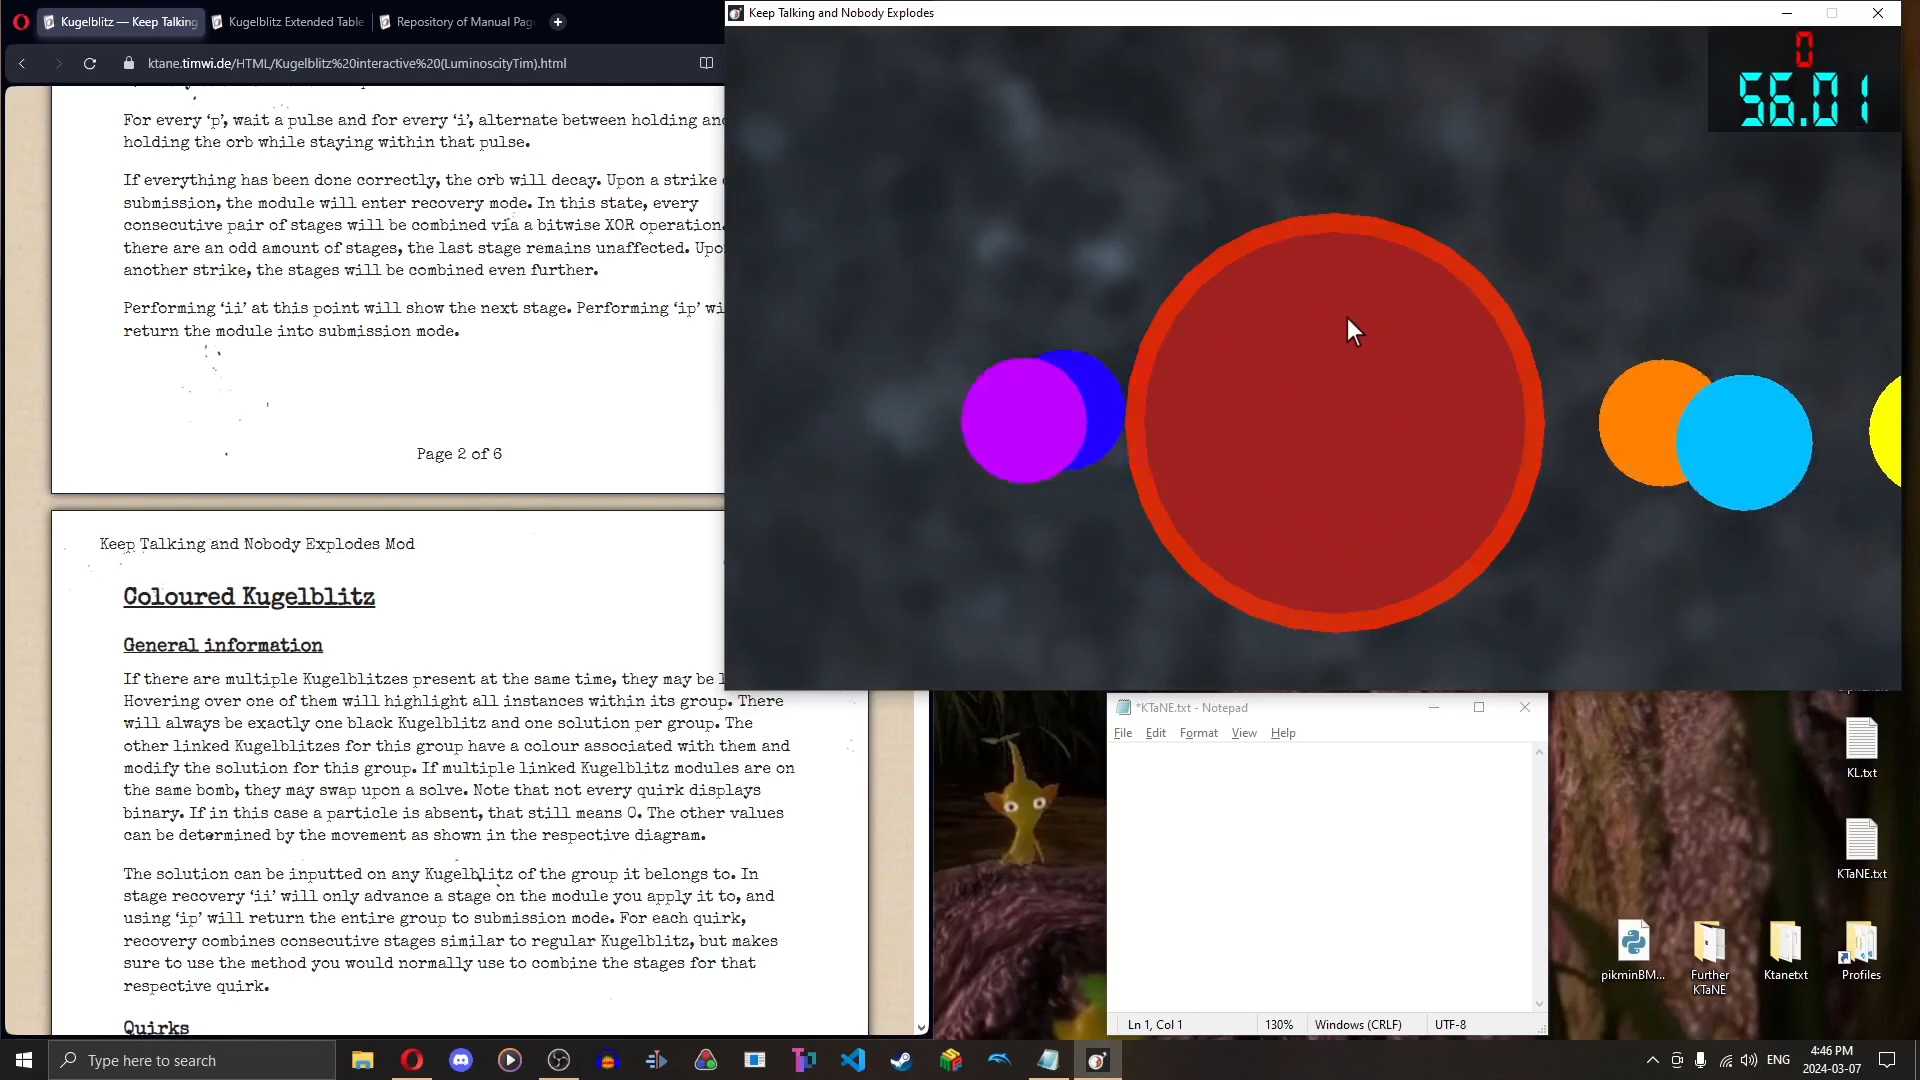 Kugelblitz — Keep Talking
Kugelblitz Extended Table
Repository of Manual Pag
ktane.timwi.de/HTML/Kugelblitz%20interactive%20(LuminoscityTim).html
For every ‘p’, wait a pulse and for every ‘i’, alternate between holding and
holding the orb while staying within that pulse.
If everything has been done correctly, the orb will decay. Upon a strike
submission, the module will enter recovery mode. In this state, every
consecutive pair of stages will be combined via a bitwise XOR operation.
there are an odd amount of stages, the last stage remains unaffected. Upo
another strike, the stages will be combined even further.
Performing ‘ii’ at this point will show the next stage. Performing ‘ip’ wi
return the module into submission mode.
Page 2 of 6
Keep Talking and Nobody Explodes Mod
Coloured Kugelblitz
General information
If there are multiple Kugelblitzes present at the same time, they may be l
Hovering over one of them will highlight all instances within its group. There
will always be exactly one black Kugelblitz and one solution per group. The
other linked Kugelblitzes for this group have a colour associated with them and
modify the solution for this group. If multiple linked Kugelblitz modules are on
the same bomb, they may swap upon a solve. Note that not every quirk displays
binary. If in this case a particle is absent, that still means 0. The other values
can be determined by the movement as shown in the respective diagram.
The solution can be inputted on any Kugelblitz of the group it belongs to. In
stage recovery ‘ii’ will only advance a stage on the module you apply it to, and
using ‘ip’ will return the entire group to submission mode. For each quirk,
recovery combines consecutive stages similar to regular Kugelblitz, but makes
sure to use the method you would normally use to combine the stages for that
respective quirk.
Quirks
Keep Talking and Nobody Explodes
0
56.01
*KTaNE.txt - Notepad
File Edit Format View Help
Ln 1, Col 1 130% Windows (CRLF) UTF-8
KL.txt
KTaNE.txt
pikminBM...
Further
KTaNE
Ktanetxt
Profiles
Type here to search
ENG
4:46 PM
2024-03-07